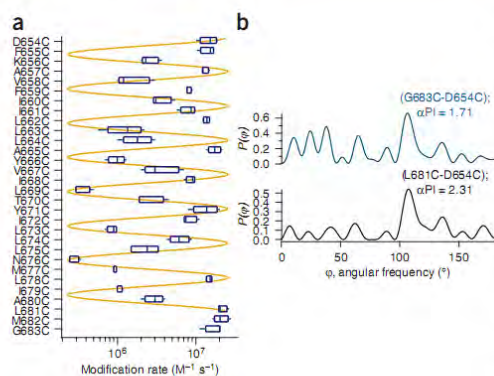 a
D654C
F655C
K656C
A657C
V658C
F659C
I660C
I661C
L662C
L663C
L664C
A665C
Y666C
V667C
I668C
L669C
T670C
Y671C
I672C
L673C
L674C
L675C
N676C
M677C
L678C
I679C
A680C
L681C
M682C
G683C
10⁶
10⁷
Modification rate (M⁻¹ s⁻¹)
b
(G683C-D654C);
αPI = 1.71
P(φ)
0.6
0.4
0.2
0.0
(L681C-D654C);
αPI = 2.31
P(φ)
0.5
0.4
0.3
0.2
0.1
0.0
0 50 100 150
φ, angular frequency (°)